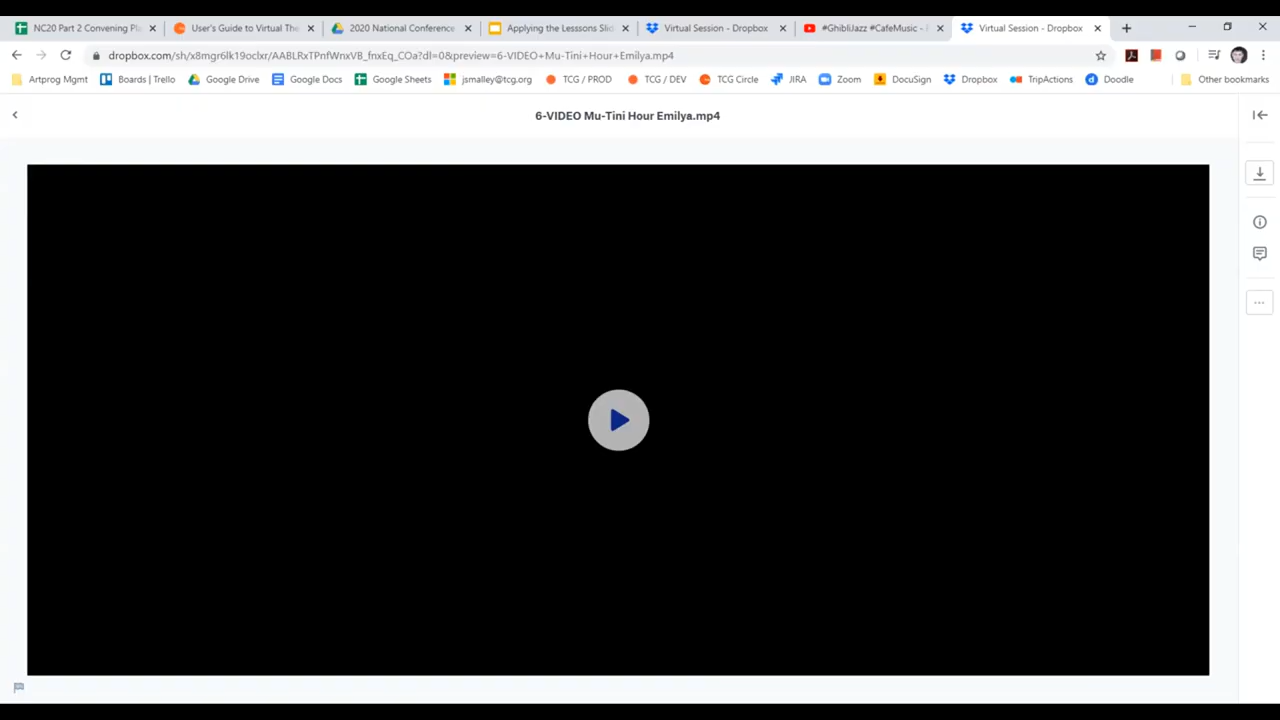 NC20 Part 2 Convening Pl
User's Guide to Virtual Th
2020 National Conference
Applying the Lesssons Slid
Virtual Session - Dropbox
#GhibliJazz #CafeMusic -
Virtual Session - Dropbox
dropbox.com/sh/x8mgr6lk19oclxr/AABLRxTPnfWnxVB_fnxEq_COa?dl=0&preview=6-VIDEO+Mu-Tini+Hour+Emilya.mp4
Artprog Mgmt
Boards | Trello
Google Drive
Google Docs
Google Sheets
jsmalley@tcg.org
TCG / PROD
TCG / DEV
TCG Circle
JIRA
Zoom
DocuSign
Dropbox
TripActions
Doodle
Other bookmarks
6-VIDEO Mu-Tini Hour Emilya.mp4